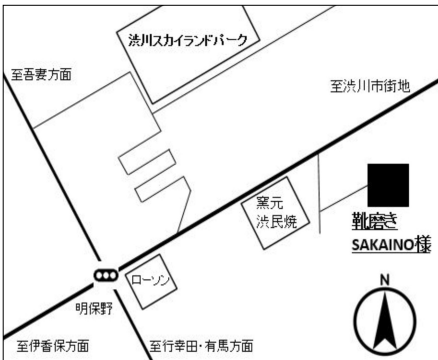 渋川スカイランドパーク
至吾妻方面
至渋川市街地
窯元
渋民焼
靴磨き
SAKAINO様
ローソン
明保野
N
至伊香保方面
至行幸田・有馬方面